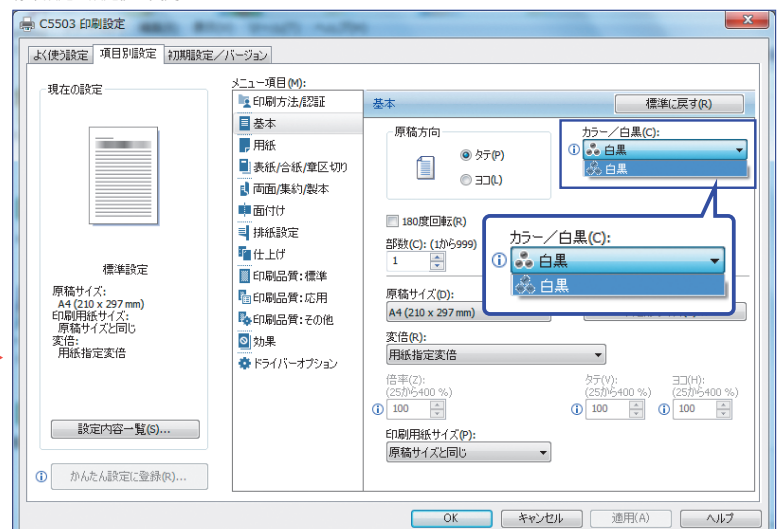 C5503 印刷設定
よく使う設定
項目別設定
初期設定／バージョン
現在の設定
標準設定
原稿サイズ:
A4 (210 x 297 mm)
印刷用紙サイズ:
原稿サイズと同じ
変倍:
用紙指定変倍
設定内容一覧(S)...
かんたん設定に登録(R)...
メニュー項目(M):
印刷方法/認証
基本
用紙
表紙/合紙/章区切り
両面/集約/製本
面付け
排紙設定
仕上げ
印刷品質:標準
印刷品質:応用
印刷品質:その他
効果
ドライバーオプション
基本
標準に戻す(R)
原稿方向
タテ(P)
ヨコ(L)
カラー／白黒(C):
白黒
白黒
180度回転(R)
部数(C): (1から999)
1
カラー／白黒(C):
白黒
白黒
原稿サイズ(D):
A4 (210 x 297 mm)
変倍(R):
用紙指定変倍
倍率(Z):
(25から400 %)
100
タテ(V):
(25から400 %)
100
ヨコ(H):
(25から400 %)
100
印刷用紙サイズ(P):
原稿サイズと同じ
OK
キャンセル
適用(A)
ヘルプ